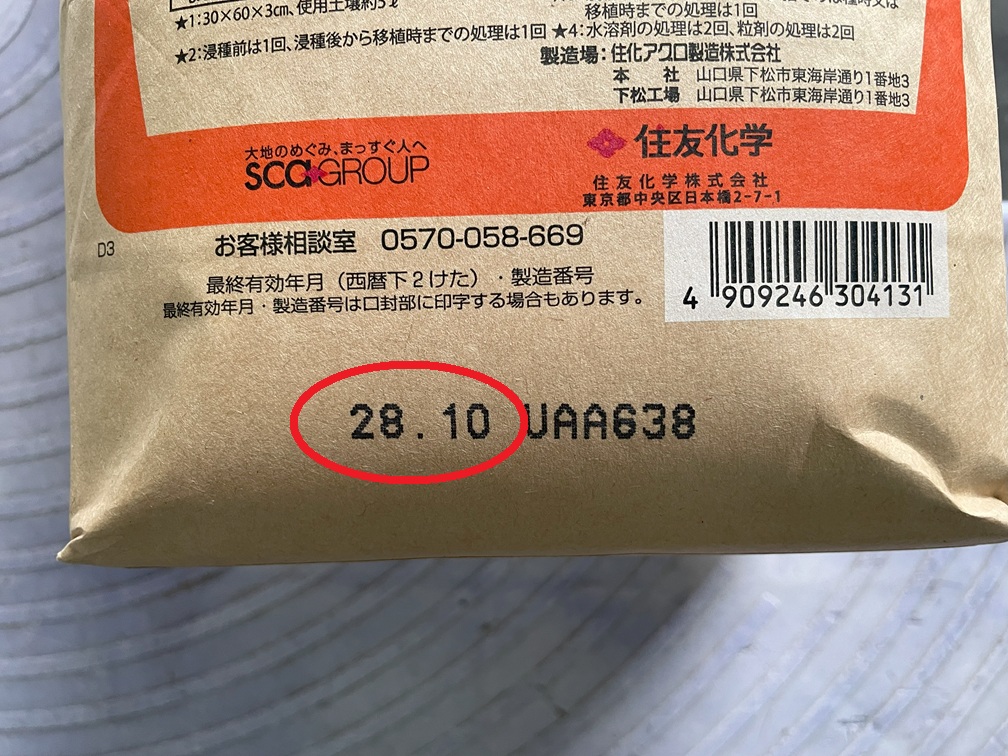 ★1:30×60×3cm、使用土壌約5ℓ
移植時までの処理は1回
★2:浸種前は1回、浸種後から移植時までの処理は1回 ★4:水溶剤の処理は2回、粒剤の処理は2回
製造場:住化アグロ製造株式会社
本 社 山口県下松市東海岸通り1番地3
下松工場 山口県下松市東海岸通り1番地3
大地のめぐみ、まっすぐ人へ
SCA GROUP
住友化学
住友化学株式会社
東京都中央区日本橋2-7-1
D3
お客様相談室 0570-058-669
最終有効年月(西暦下2けた)・製造番号
最終有効年月・製造番号は口封部に印字する場合もあります。
4 909246 304131
28.10 UAA638